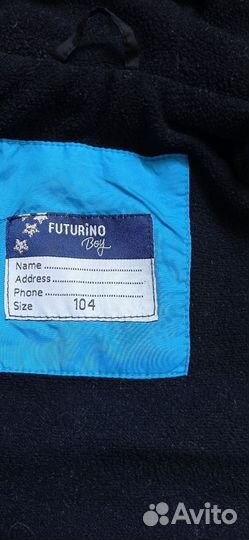 FUTURiNO
Boy
Name..........................
Address.....................
Phone.......................
Size 104
Avito